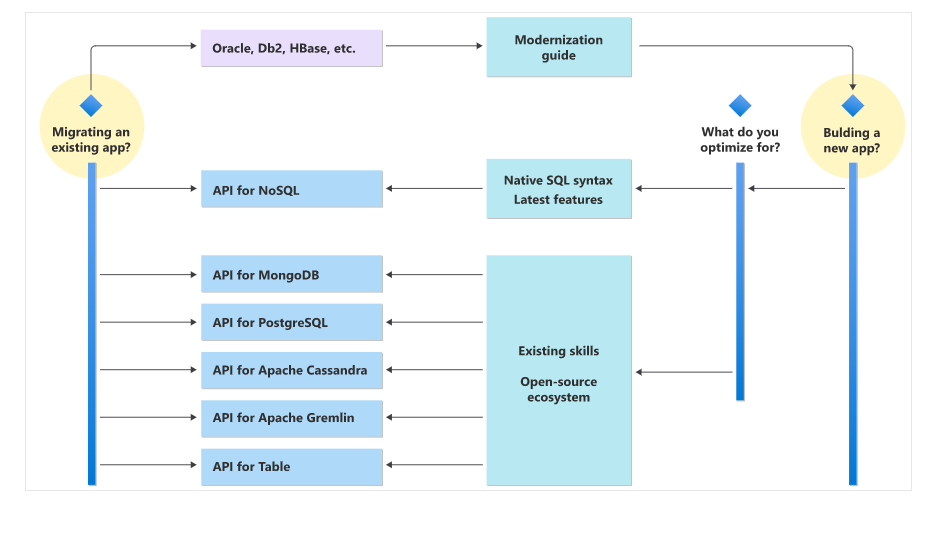 Oracle, Db2, HBase, etc.
Modernization
guide
Migrating an
existing app?
What do you
optimize for?
Bulding a
new app?
API for NoSQL
Native SQL syntax
Latest features
API for MongoDB
API for PostgreSQL
API for Apache Cassandra
API for Apache Gremlin
API for Table
Existing skills
Open-source
ecosystem